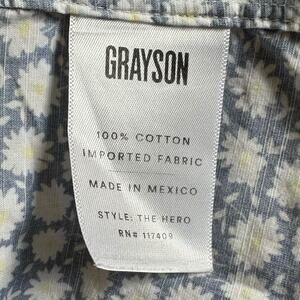 GRAYSON
100% COTTON
IMPORTED FABRIC
MADE IN MEXICO
STYLE: THE HERO
RN# 117409